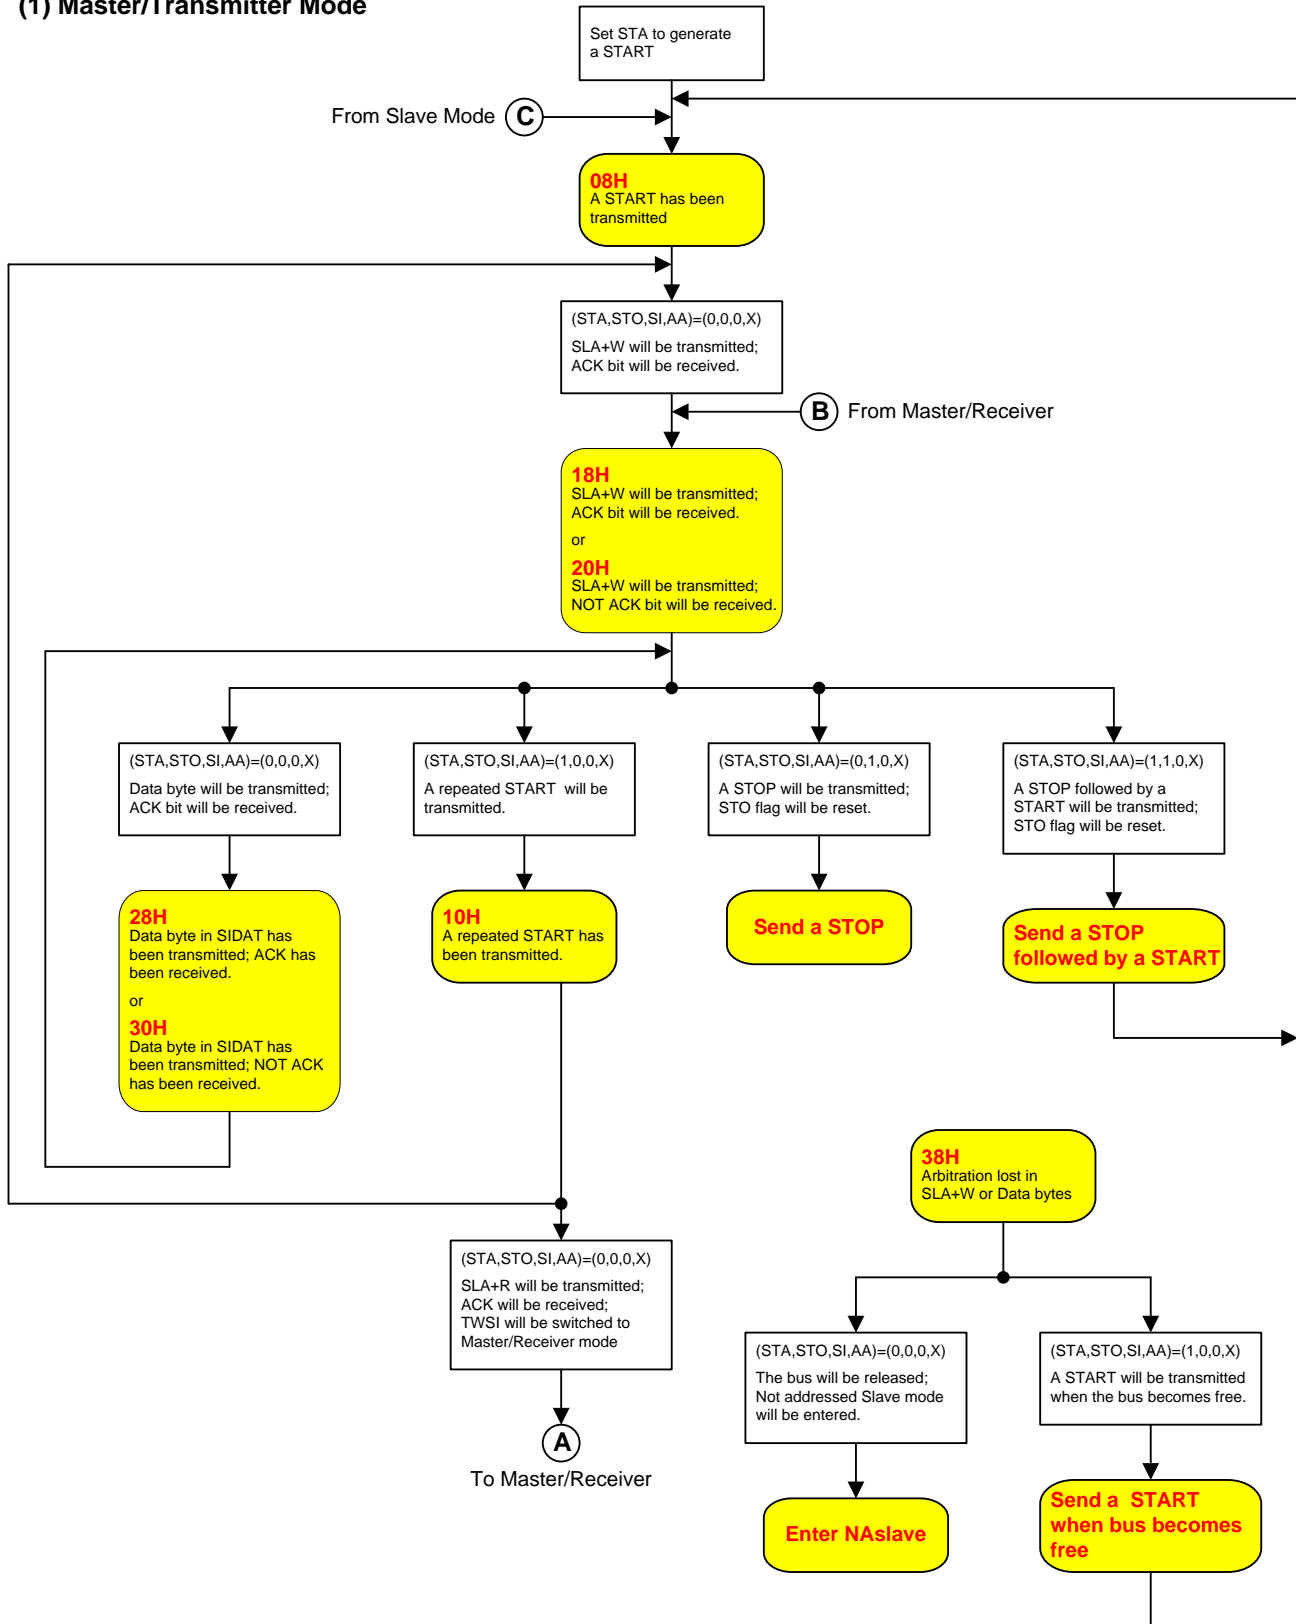 (1) Master/Transmitter Mode
Set STA to generate
a START
From Slave Mode
C
08H
A START has been
transmitted
(STA,STO,SI,AA)=(0,0,0,X)
SLA+W will be transmitted;
ACK bit will be received.
B
From Master/Receiver
18H
SLA+W will be transmitted;
ACK bit will be received.
or
20H
SLA+W will be transmitted;
NOT ACK bit will be received.
(STA,STO,SI,AA)=(0,0,0,X)
Data byte will be transmitted;
ACK bit will be received.
(STA,STO,SI,AA)=(1,0,0,X)
A repeated START will be
transmitted.
(STA,STO,SI,AA)=(0,1,0,X)
A STOP will be transmitted;
STO flag will be reset.
(STA,STO,SI,AA)=(1,1,0,X)
A STOP followed by a
START will be transmitted;
STO flag will be reset.
28H
Data byte in SIDAT has
been transmitted; ACK has
been received.
or
30H
Data byte in SIDAT has
been transmitted; NOT ACK
has been received.
10H
A repeated START has
been transmitted.
Send a STOP
Send a STOP
followed by a START
38H
Arbitration lost in
SLA+W or Data bytes
(STA,STO,SI,AA)=(0,0,0,X)
SLA+R will be transmitted;
ACK will be received;
TWSI will be switched to
Master/Receiver mode
A
To Master/Receiver
(STA,STO,SI,AA)=(0,0,0,X)
The bus will be released;
Not addressed Slave mode
will be entered.
(STA,STO,SI,AA)=(1,0,0,X)
A START will be transmitted
when the bus becomes free.
Enter NAslave
Send a START
when bus becomes
free